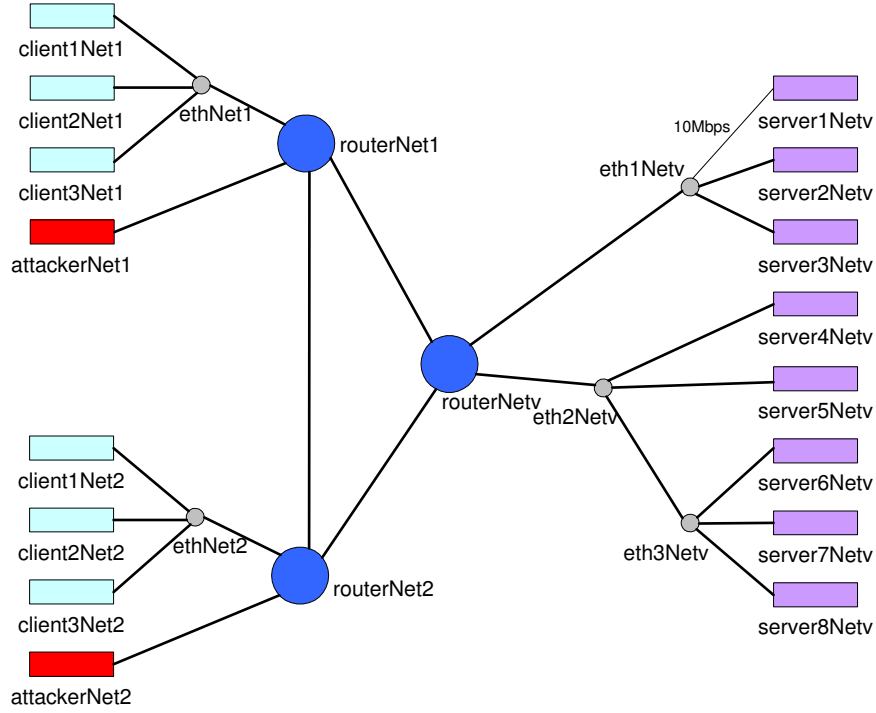 client1Net1
client2Net1
ethNet1
client3Net1
attackerNet1
routerNet1
10Mbps
server1Netv
eth1Netv
server2Netv
server3Netv
server4Netv
routerNetv
eth2Netv
server5Netv
server6Netv
eth3Netv
server7Netv
server8Netv
client1Net2
client2Net2
ethNet2
client3Net2
routerNet2
attackerNet2